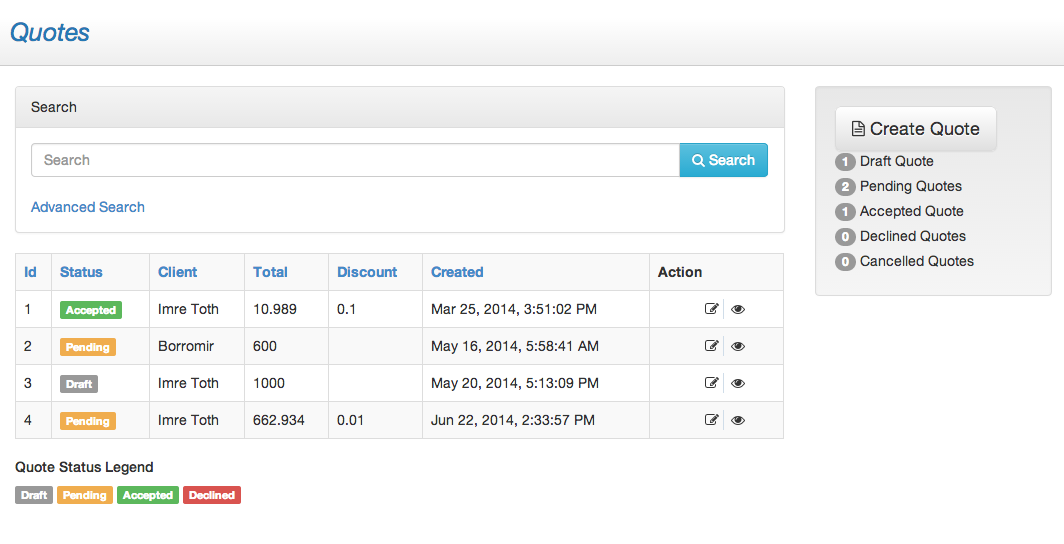 Quotes
Search
Search
Search
Advanced Search
Id Status Client Total Discount Created Action
1 Accepted Imre Toth 10.989 0.1 Mar 25, 2014, 3:51:02 PM
2 Pending Borromir 600 May 16, 2014, 5:58:41 AM
3 Draft Imre Toth 1000 May 20, 2014, 5:13:09 PM
4 Pending Imre Toth 662.934 0.01 Jun 22, 2014, 2:33:57 PM
Quote Status Legend
Draft Pending Accepted Declined
Create Quote
1 Draft Quote
2 Pending Quotes
1 Accepted Quote
0 Declined Quotes
0 Cancelled Quotes